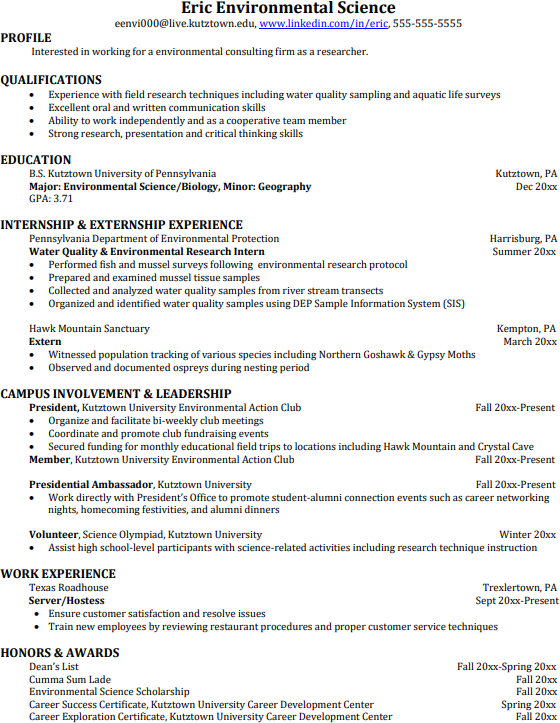 Eric Environmental Science
eenvi000@live.kutztown.edu, www.linkedin.com/in/eric, 555-555-5555
PROFILE
Interested in working for a environmental consulting firm as a researcher.
QUALIFICATIONS
• Experience with field research techniques including water quality sampling and aquatic life surveys
• Excellent oral and written communication skills
• Ability to work independently and as a cooperative team member
• Strong research, presentation and critical thinking skills
EDUCATION
B.S. Kutztown University of Pennsylvania Kutztown, PA
Major: Environmental Science/Biology, Minor: Geography Dec 20xx
GPA: 3.71
INTERNSHIP & EXTERNSHIP EXPERIENCE
Pennsylvania Department of Environmental Protection Harrisburg, PA
Water Quality & Environmental Research Intern Summer 20xx
• Performed fish and mussel surveys following environmental research protocol
• Prepared and examined mussel tissue samples
• Collected and analyzed water quality samples from river stream transects
• Organized and identified water quality samples using DEP Sample Information System (SIS)
Hawk Mountain Sanctuary Kempton, PA
Extern March 20xx
• Witnessed population tracking of various species including Northern Goshawk & Gypsy Moths
• Observed and documented ospreys during nesting period
CAMPUS INVOLVEMENT & LEADERSHIP
President, Kutztown University Environmental Action Club Fall 20xx-Present
• Organize and facilitate bi-weekly club meetings
• Coordinate and promote club fundraising events
• Secured funding for monthly educational field trips to locations including Hawk Mountain and Crystal Cave
Member, Kutztown University Environmental Action Club Fall 20xx-Present
Presidential Ambassador, Kutztown University Fall 20xx-Present
• Work directly with President's Office to promote student-alumni connection events such as career networking
nights, homecoming festivities, and alumni dinners
Volunteer, Science Olympiad, Kutztown University Winter 20xx
• Assist high school-level participants with science-related activities including research technique instruction
WORK EXPERIENCE
Texas Roadhouse Trexlertown, PA
Server/Hostess Sept 20xx-Present
• Ensure customer satisfaction and resolve issues
• Train new employees by reviewing restaurant procedures and proper customer service techniques
HONORS & AWARDS
Dean's List Fall 20xx-Spring 20xx
Cumma Sum Lade Fall 20xx
Environmental Science Scholarship Fall 20xx
Career Success Certificate, Kutztown University Career Development Center Spring 20xx
Career Exploration Certificate, Kutztown University Career Development Center Fall 20xx